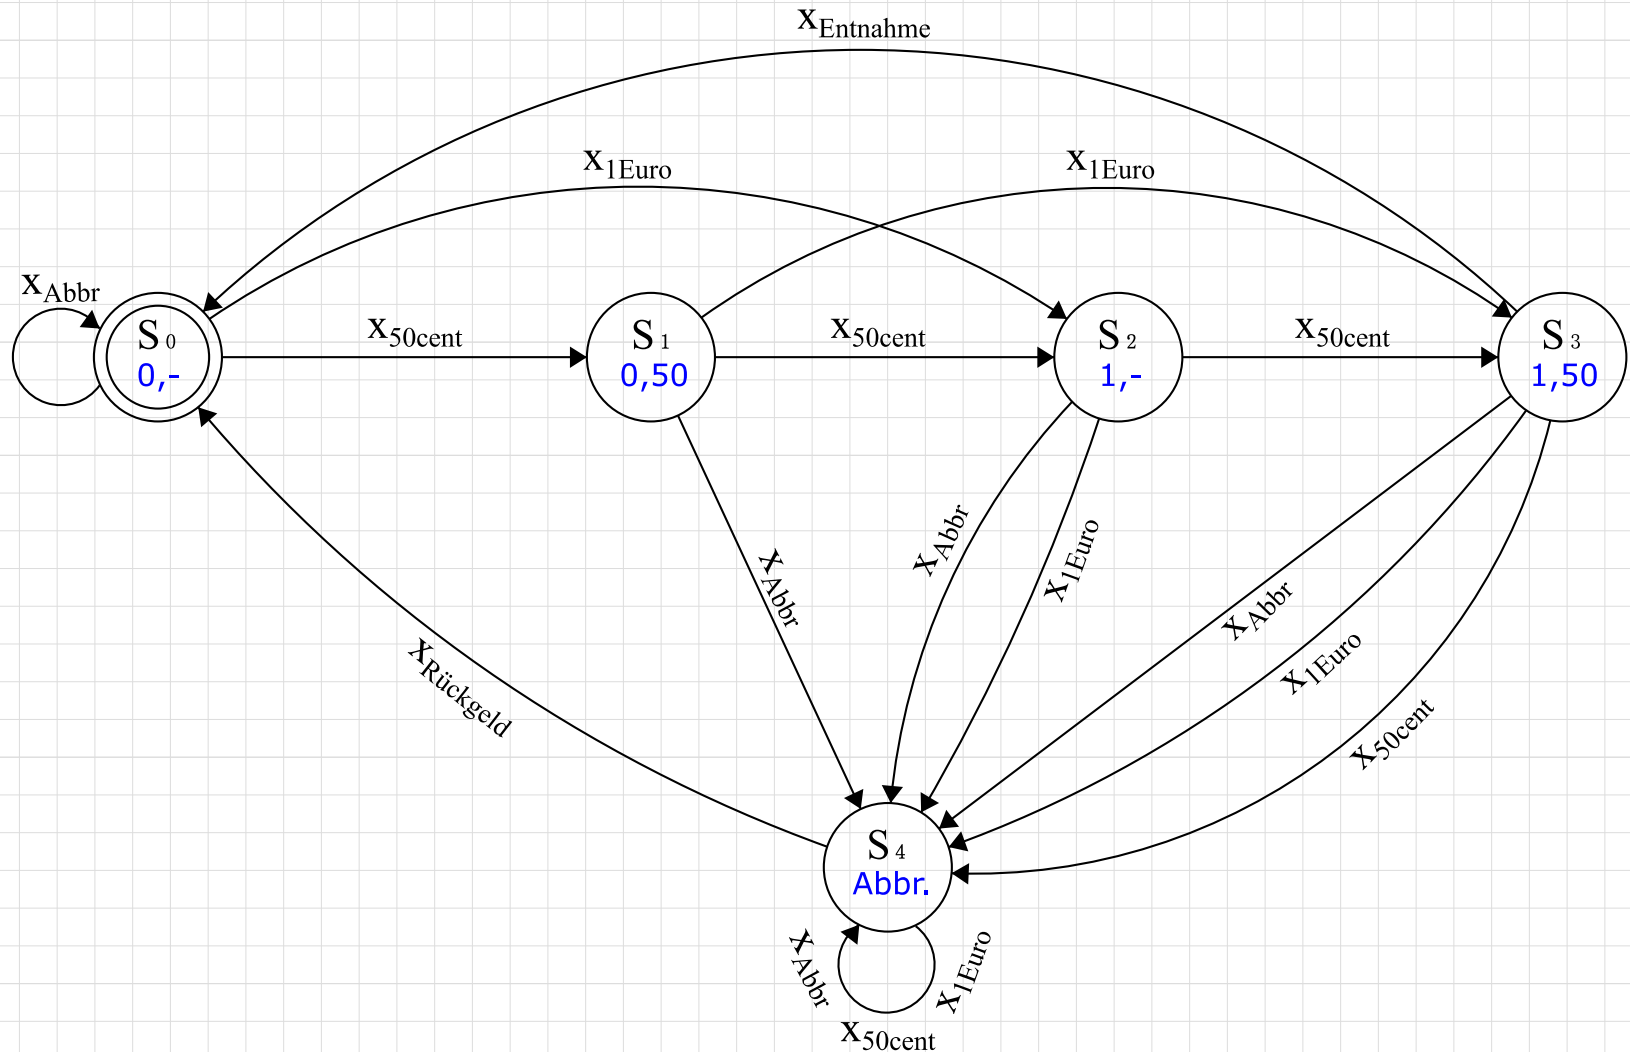 xEntnahme
x1Euro
x1Euro
xAbbr
S0
0,-
x50cent
S1
0,50
x50cent
S2
1,-
x50cent
S3
1,50
xAbbr
xAbbr
x1Euro
xAbbr
x1Euro
x50cent
xRückgeld
S4
Abbr.
xAbbr
x1Euro
x50cent